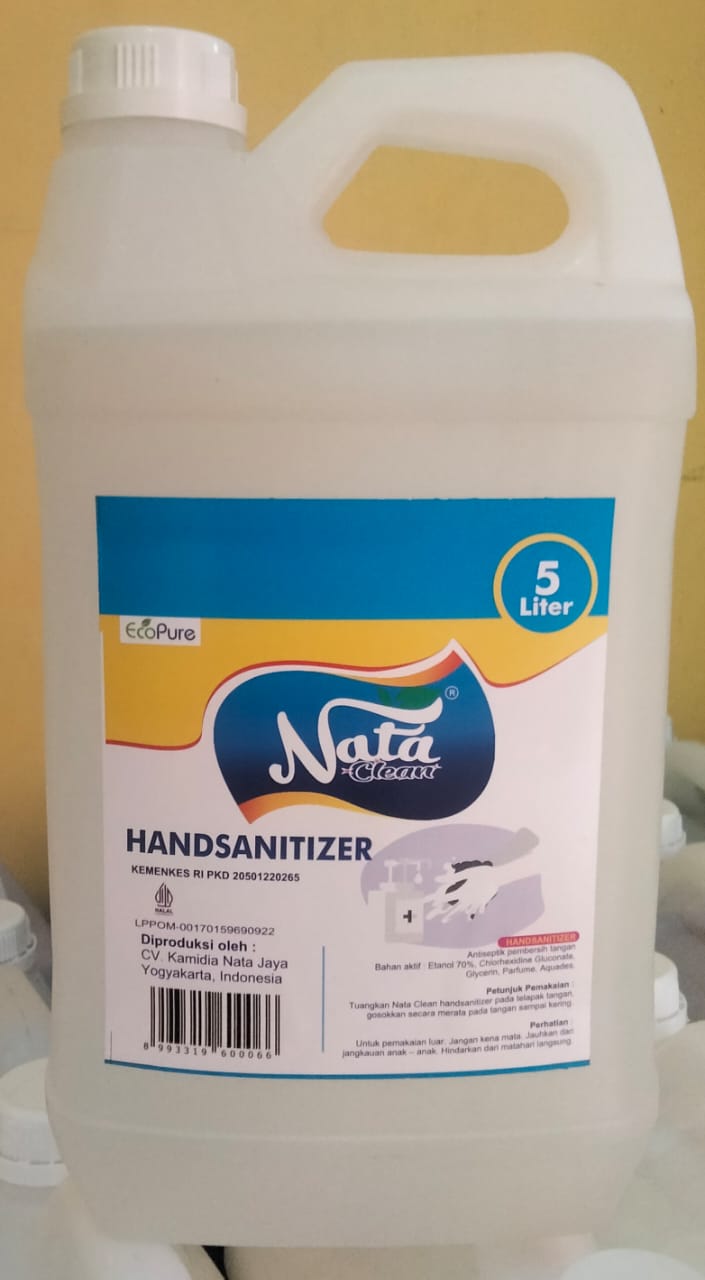 5
Liter
EcoPure
®
Nata
Clean
HANDSANITIZER
KEMENKES RI PKD 20501220265
HALAL
LPPOM-00170159690922
Diproduksi oleh :
CV. Kamidia Nata Jaya
Yogyakarta, Indonesia
8 993319 600066
HANDSANITIZER
Antiseptik pembersih tangan
Bahan aktif : Etanol 70%, Chlorhexidine Gluconate,
Glycerin, Parfume, Aquades.
Petunjuk Pemakaian :
Tuangkan Nata Clean handsanitizer pada telapak tangan,
gosokkan secara merata pada tangan sampai kering.
Perhatian :
Untuk pemakaian luar. Jangan kena mata. Jauhkan dari
jangkauan anak – anak. Hindarkan dari matahari langsung.